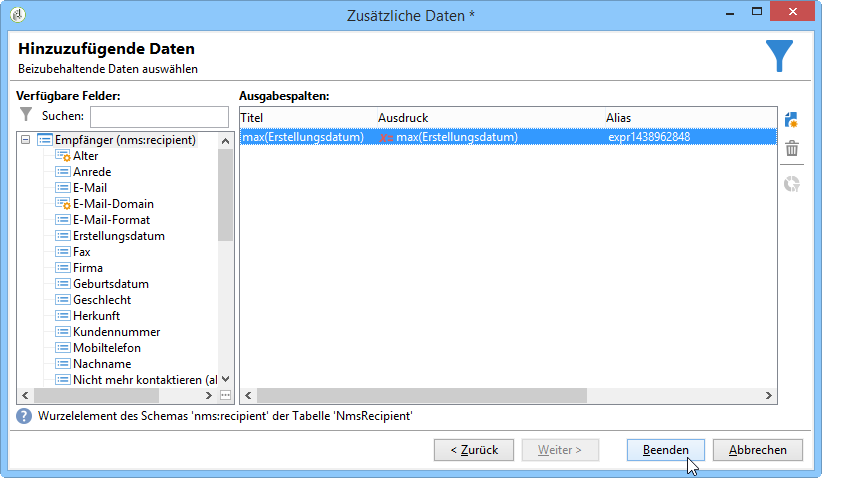 Zusätzliche Daten *
Hinzuzufügende Daten
Beizubehaltende Daten auswählen
Verfügbare Felder:
Suchen:
Empfänger (nms:recipient)
Alter
Anrede
E-Mail
E-Mail-Domain
E-Mail-Format
Erstellungsdatum
Fax
Firma
Geburtsdatum
Geschlecht
Herkunft
Kundennummer
Mobiltelefon
Nachname
Nicht mehr kontaktieren (al
Ausgabespalten:
Titel Ausdruck Alias
max(Erstellungsdatum) max(Erstellungsdatum) expr1438962848
Wurzelelement des Schemas 'nms:recipient' der Tabelle 'NmsRecipient'
< Zurück Weiter > Beenden Abbrechen